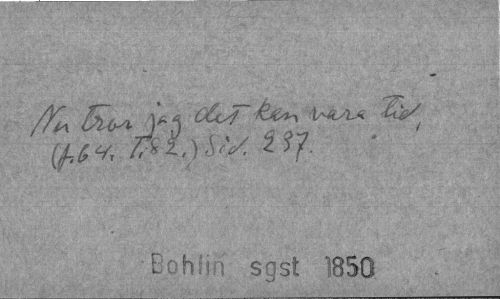 Nu tror jag det kan vara tid,
(f.64. T.82.) Sid. 237.
Bohlin sgst 1850